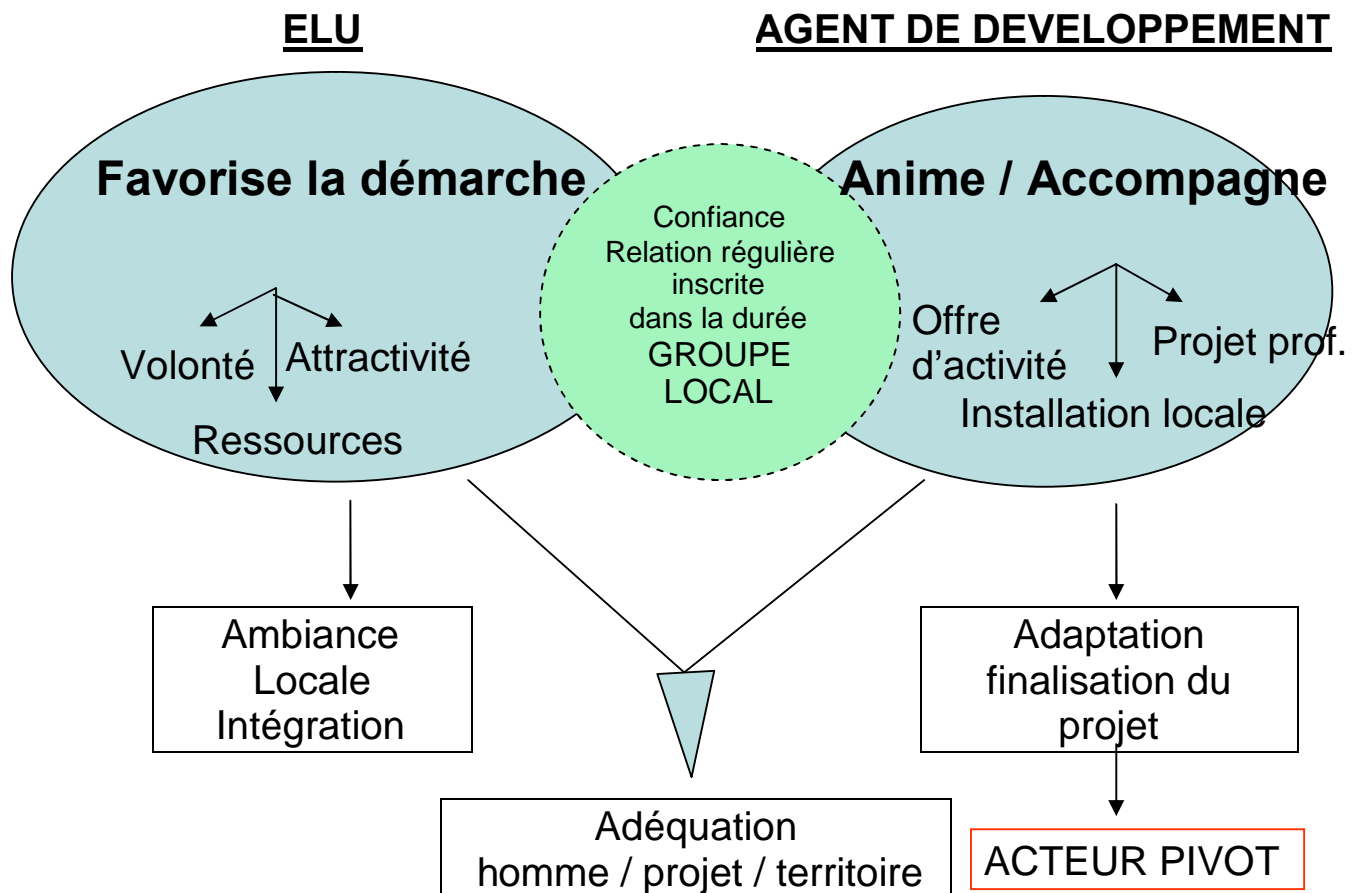 ELU
AGENT DE DEVELOPPEMENT
Favorise la démarche
Volonté
Attractivité
Ressources
Confiance
Relation régulière
inscrite
dans la durée
GROUPE
LOCAL
Anime / Accompagne
Offre
d’activité
Projet prof.
Installation locale
Ambiance
Locale
Intégration
Adaptation
finalisation du
projet
Adéquation
homme / projet / territoire
ACTEUR PIVOT